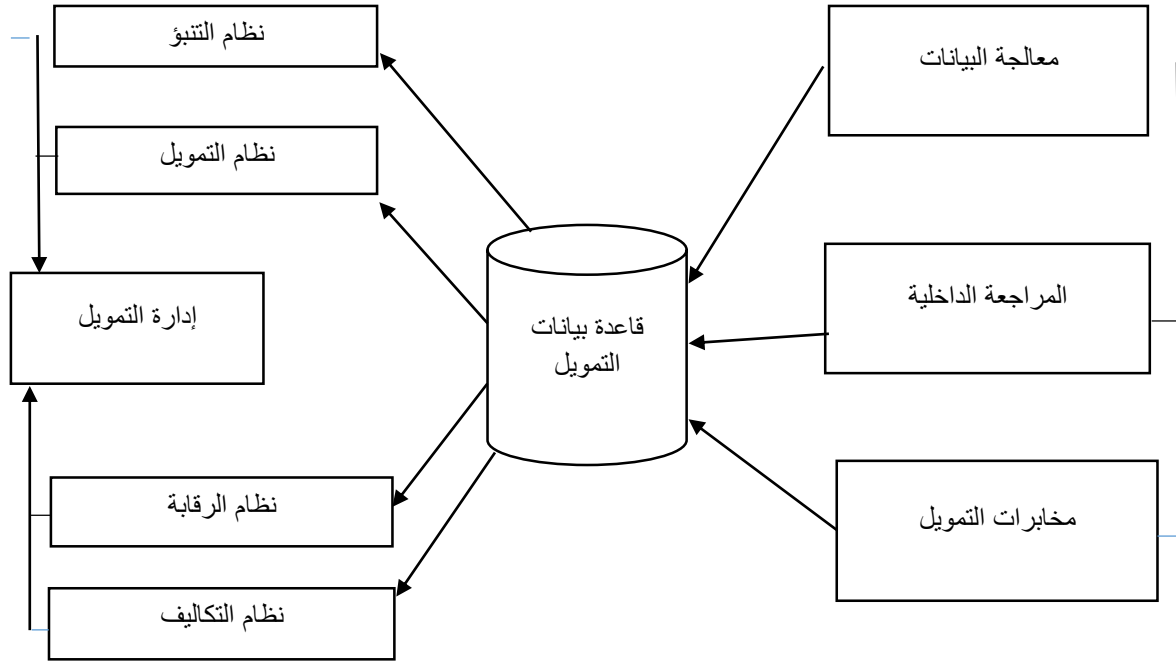 معالجة البيانات
المراجعة الداخلية
مخابرات التمويل
قاعدة بيانات
التمويل
نظام التنبؤ
نظام التمويل
إدارة التمويل
نظام الرقابة
نظام التكاليف